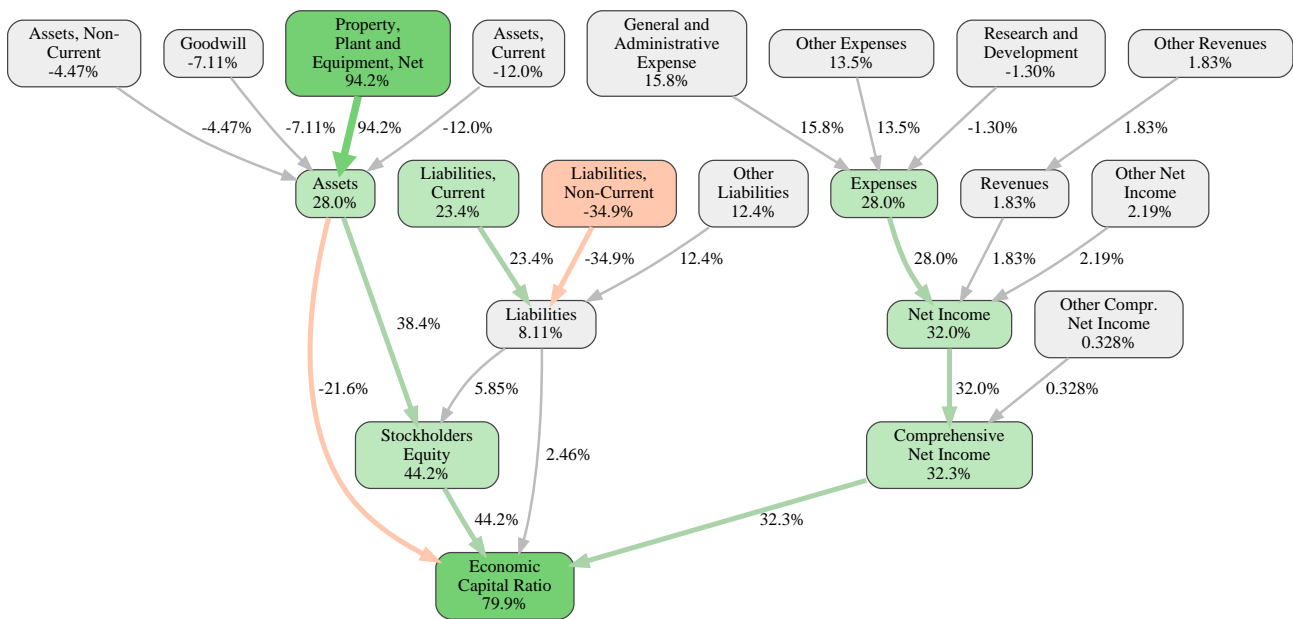 Assets, Non-
Current
-4.47%
Goodwill
-7.11%
Property,
Plant and
Equipment, Net
94.2%
Assets,
Current
-12.0%
General and
Administrative
Expense
15.8%
Other Expenses
13.5%
Research and
Development
-1.30%
Other Revenues
1.83%
-4.47%
-7.11%
94.2%
-12.0%
15.8%
13.5%
-1.30%
1.83%
Assets
28.0%
Liabilities,
Current
23.4%
Liabilities,
Non-Current
-34.9%
Other
Liabilities
12.4%
Expenses
28.0%
Revenues
1.83%
Other Net
Income
2.19%
23.4%
-34.9%
12.4%
28.0%
1.83%
2.19%
38.4%
Liabilities
8.11%
Net Income
32.0%
Other Compr.
Net Income
0.328%
-21.6%
5.85%
32.0%
0.328%
Stockholders
Equity
44.2%
2.46%
Comprehensive
Net Income
32.3%
44.2%
32.3%
Economic
Capital Ratio
79.9%